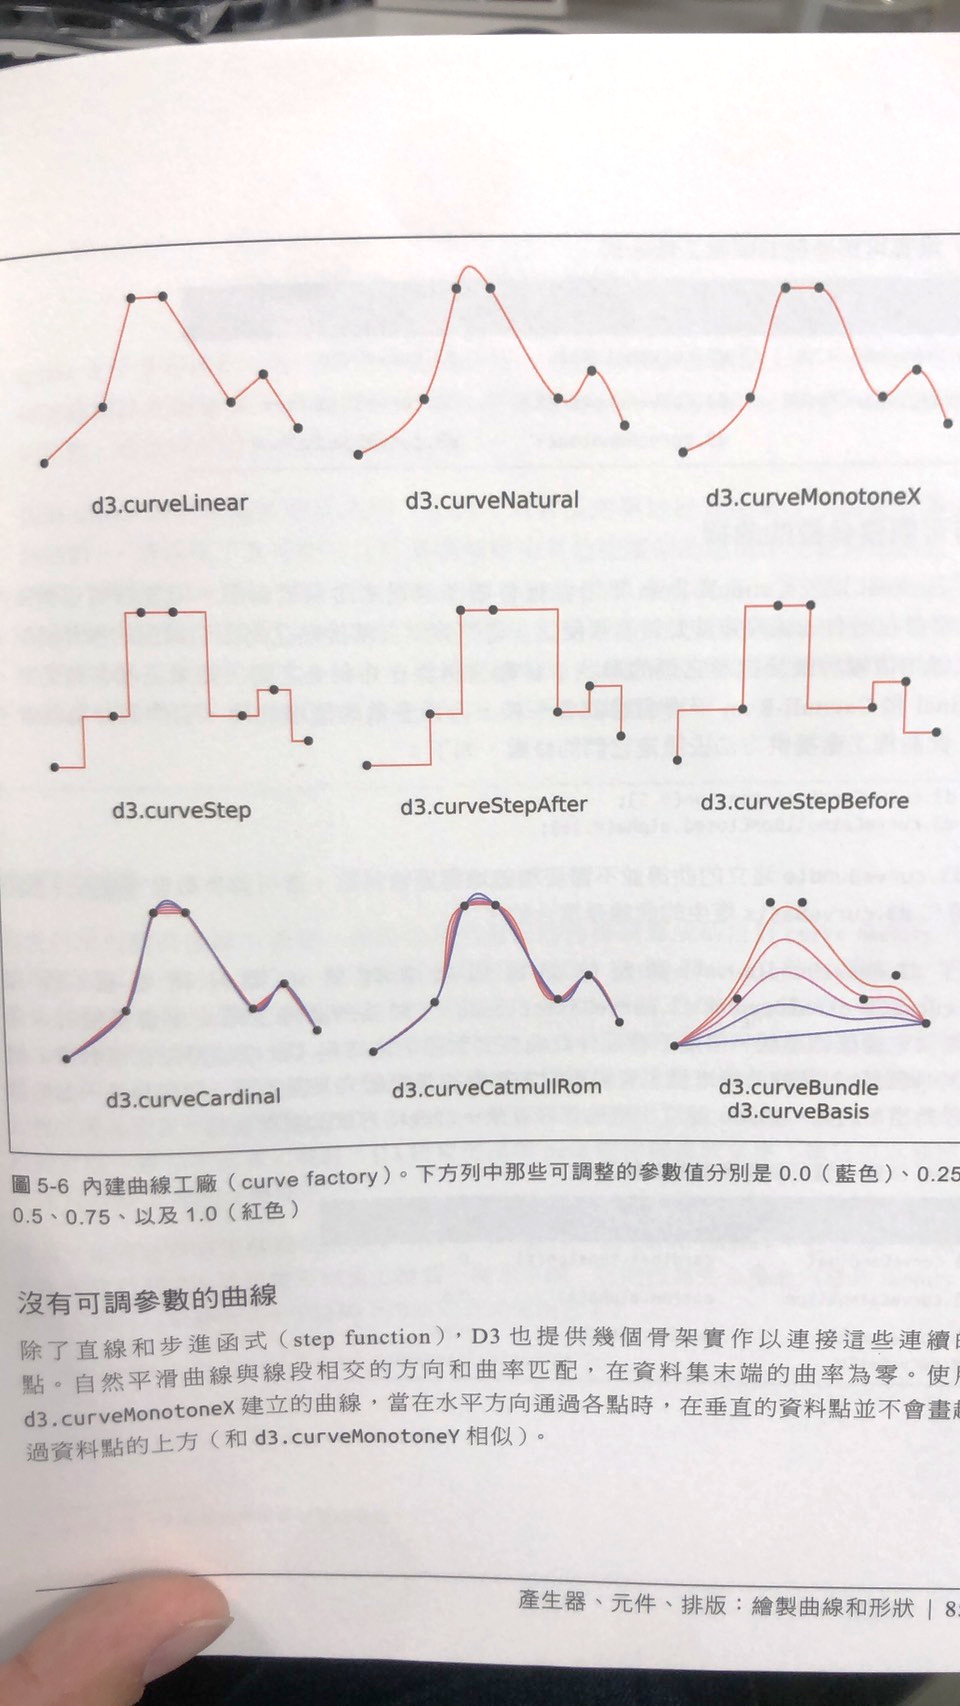 d3.curveLinear
d3.curveNatural
d3.curveMonotoneX
d3.curveStep
d3.curveStepAfter
d3.curveStepBefore
d3.curveCardinal
d3.curveCatmullRom
d3.curveBundle
d3.curveBasis
圖 5-6 內建曲線工廠（curve factory）。下方列中那些可調整的參數值分別是 0.0（藍色）、0.25
0.5、0.75、以及 1.0（紅色）
沒有可調參數的曲線
除了直線和步進函式（step function），D3 也提供幾個骨架實作以連接這些連續的
點。自然平滑曲線與線段相交的方向和曲率匹配，在資料集末端的曲率為零。使用
d3.curveMonotoneX 建立的曲線，當在水平方向通過各點時，在垂直的資料點並不會畫超
過資料點的上方（和 d3.curveMonotoneY 相似）。
產生器、元件、排版：繪製曲線和形狀 |